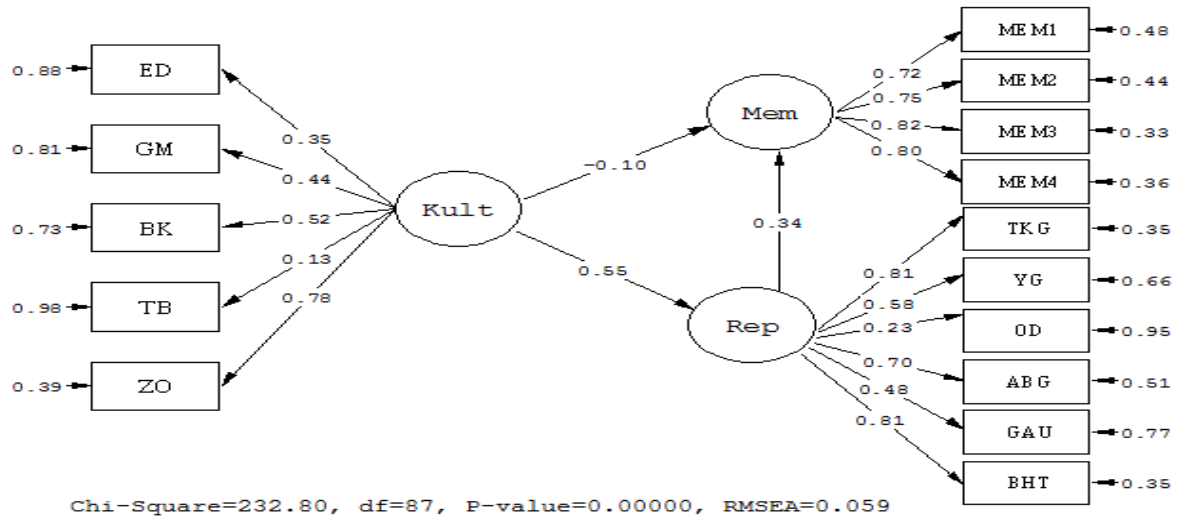 0.88
ED
0.81
GM
0.73
BK
0.98
TB
0.39
ZO
0.35
0.44
0.52
0.13
0.78
Kult
-0.10
0.55
Mem
0.34
Rep
0.72
0.75
0.82
0.80
0.81
0.58
0.23
0.70
0.48
0.81
MEM1
0.48
MEM2
0.44
MEM3
0.33
MEM4
0.36
TKG
0.35
YG
0.66
OD
0.95
ABG
0.51
GAU
0.77
BHT
0.35
Chi-Square=232.80, df=87, P-value=0.00000, RMSEA=0.059